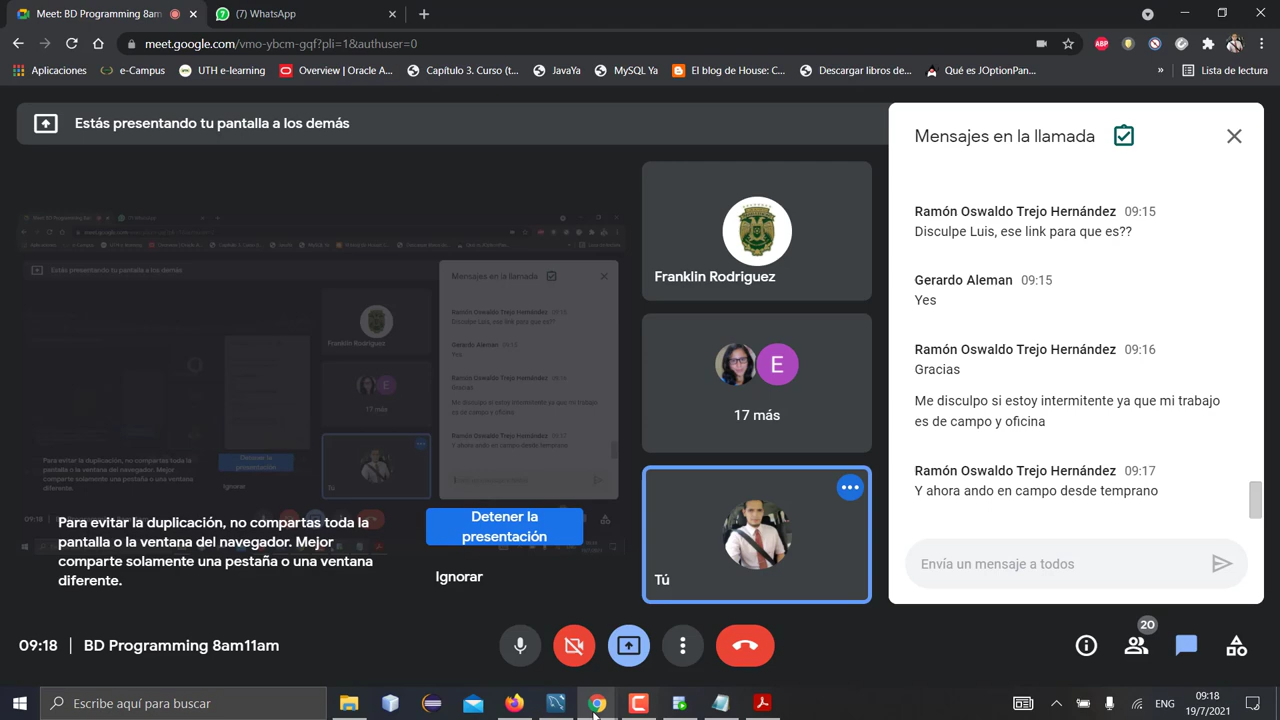 Meet: BD Programming 8am
(7) WhatsApp
meet.google.com/vmo-ybcm-gqf?pli=1&authuser=0
ABP
Aplicaciones
e-Campus
UTH e-learning
Overview | Oracle A...
Capítulo 3. Curso (t...
JavaYa
MySQL Ya
El blog de House: C...
Descargar libros de...
Qué es JOptionPan...
»
Lista de lectura
Estás presentando tu pantalla a los demás
Mensajes en la llamada
Ramón Oswaldo Trejo Hernández 09:15
Disculpe Luis, ese link para que es??
Gerardo Aleman 09:15
Yes
Ramón Oswaldo Trejo Hernández 09:16
Gracias
Me disculpo si estoy intermitente ya que mi trabajo
es de campo y oficina
Ramón Oswaldo Trejo Hernández 09:17
Y ahora ando en campo desde temprano
Envía un mensaje a todos
Franklin Rodriguez
E
17 más
Tú
Para evitar la duplicación, no compartas toda la
pantalla o la ventana del navegador. Mejor
comparte solamente una pestaña o una ventana
diferente.
Detener la
presentación
Ignorar
09:18 | BD Programming 8am11am
20
Escribe aquí para buscar
ENG
09:18
19/7/2021